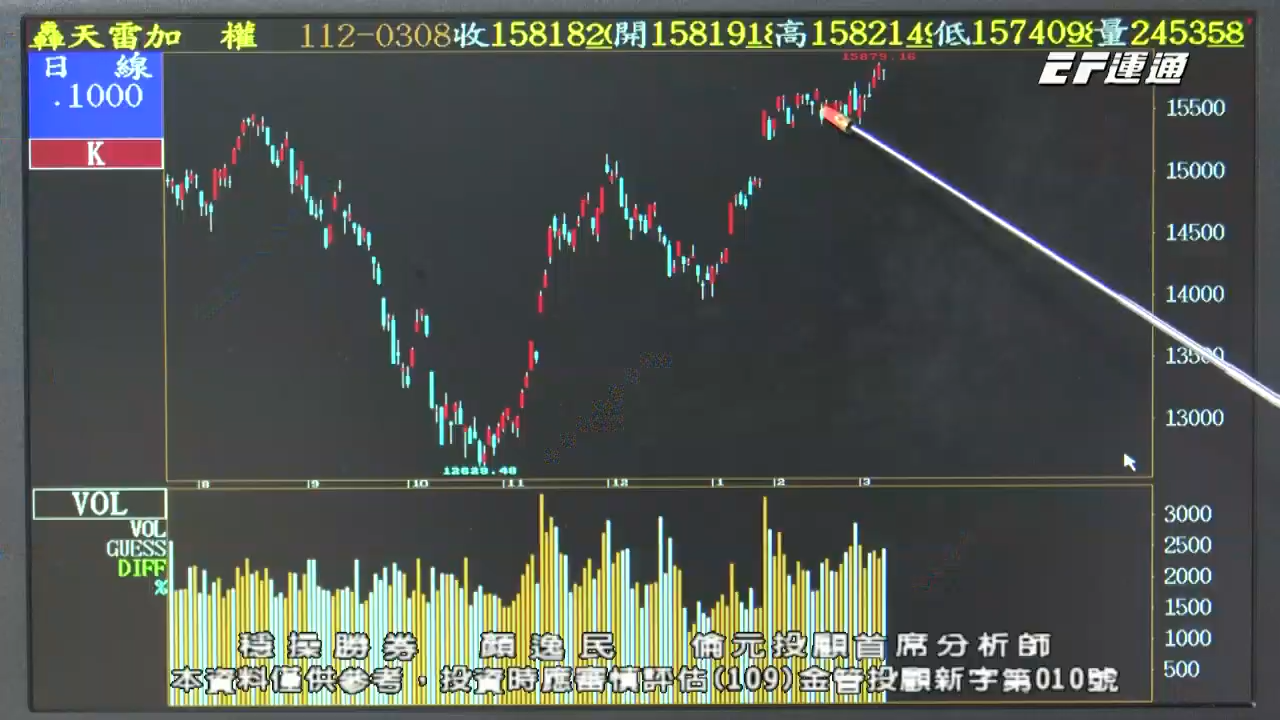 轟天雷加 權 112-0308收1581820開1581918高1582149低1574098量245358
EF運通
日 線
.1000
K
15879.16
15500
15000
14500
14000
13500
13000
12629.48
8 9 10 11 12 1 2 3
VOL
VOL
GUESS
DIFF
%
3000
2500
2000
1500
1000
500
穩操勝券 顏逸民 倫元投顧首席分析師
本資料僅供參考，投資時應審慎評估(109)金管投顧新字第010號